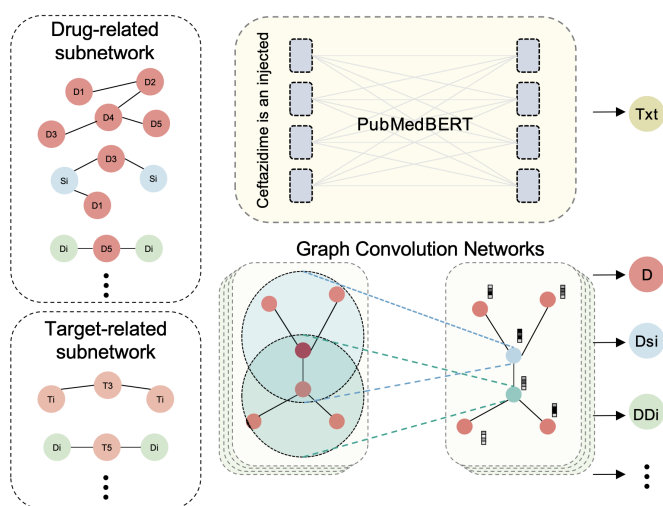 Drug-related
subnetwork
D1
D2
D4
D3
D5
D3
Si
Si
D1
Di
D5
Di
Target-related
subnetwork
Ti
T3
Ti
Di
T5
Di
Ceftazidime is an injected
PubMedBERT
Txt
Graph Convolution Networks
D
Dsi
DDi